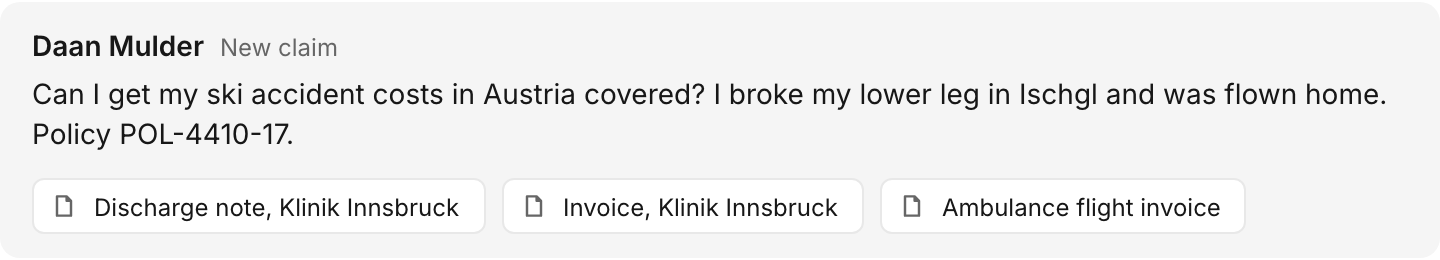 Daan Mulder New claim
Can I get my ski accident costs in Austria covered? I broke my lower leg in Ischgl and was flown home.
Policy POL-4410-17.
Discharge note, Klinik Innsbruck Invoice, Klinik Innsbruck Ambulance flight invoice